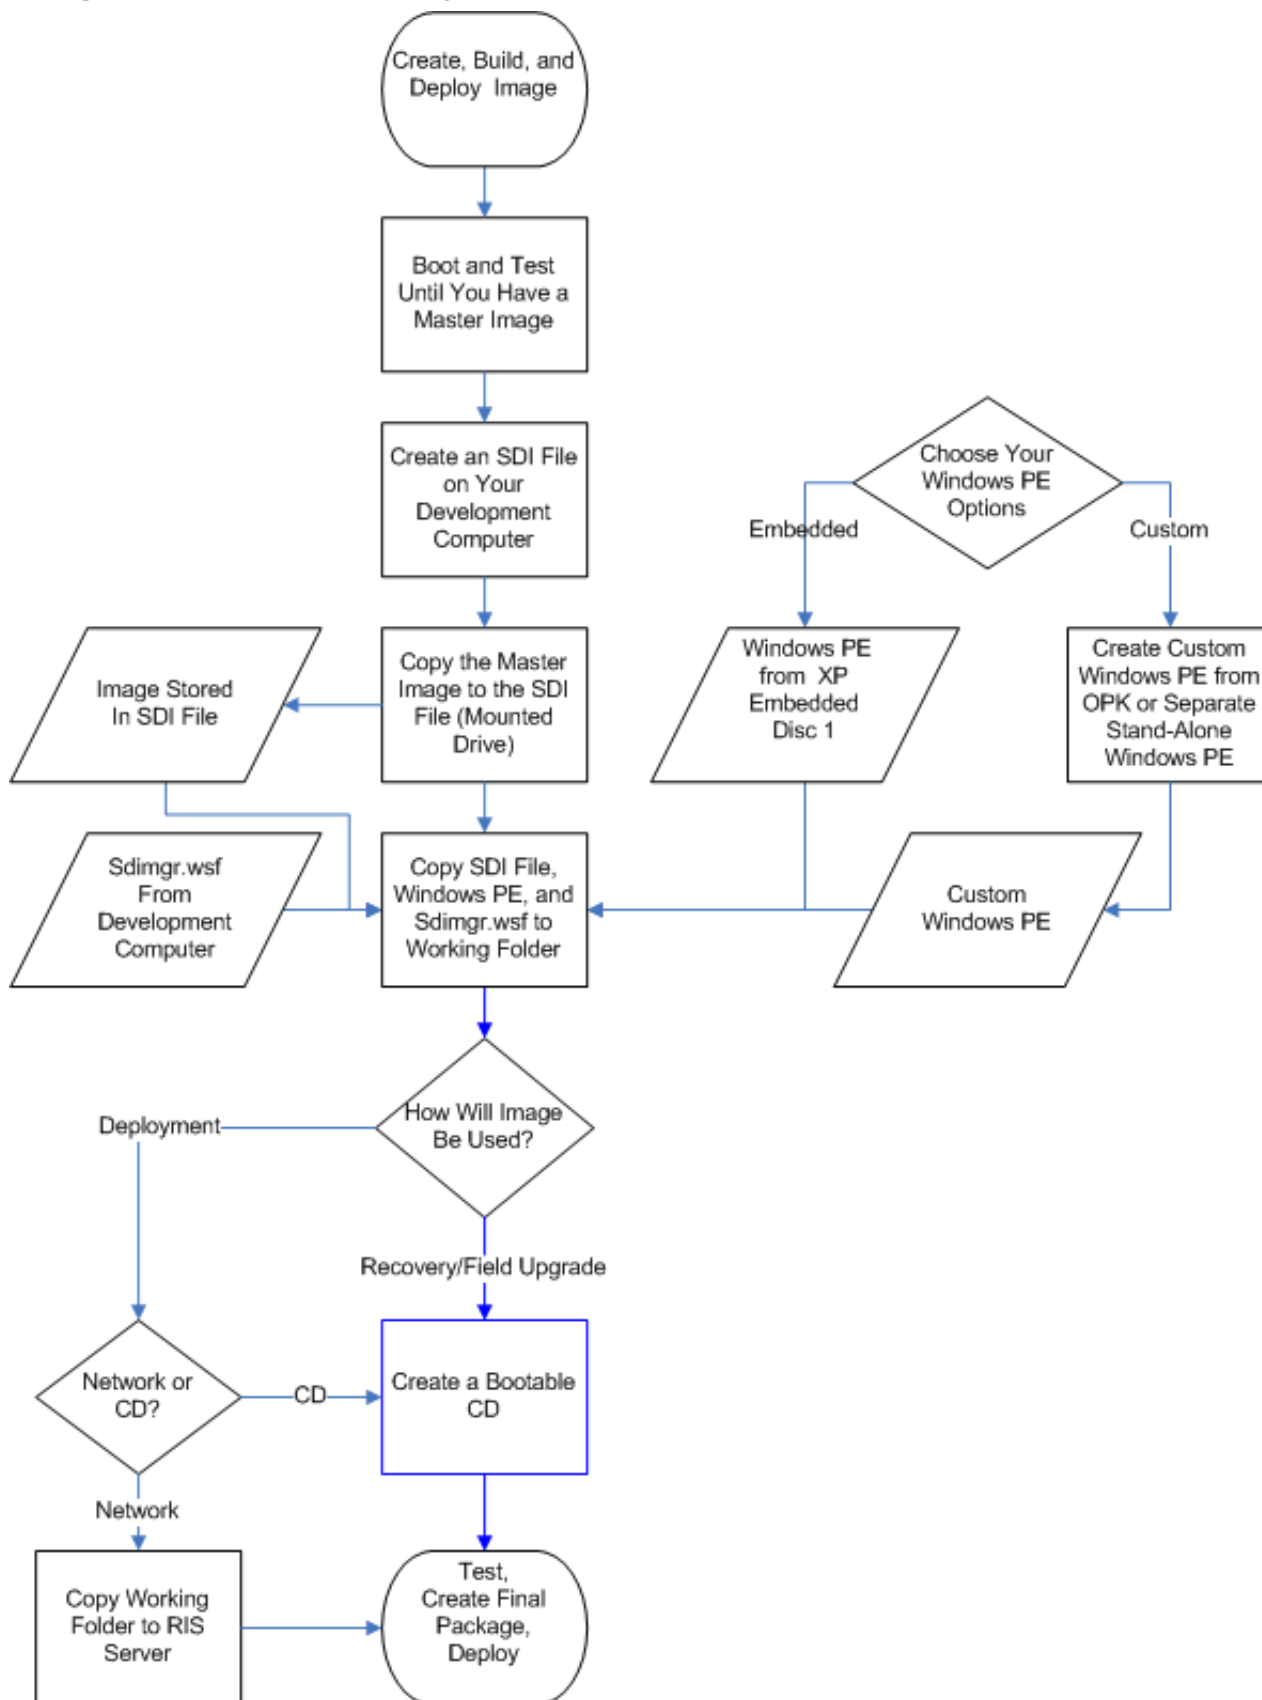 Create, Build, and
Deploy Image
Boot and Test
Until You Have a
Master Image
Create an SDI File
on Your
Development
Computer
Choose Your
Windows PE
Options
Embedded
Custom
Image Stored
In SDI File
Copy the Master
Image to the SDI
File (Mounted
Drive)
Windows PE
from XP
Embedded
Disc 1
Create Custom
Windows PE from
OPK or Separate
Stand-Alone
Windows PE
Sdimgr.wsf
From
Development
Computer
Copy SDI File,
Windows PE, and
Sdimgr.wsf to
Working Folder
Custom
Windows PE
How Will Image
Be Used?
Deployment
Recovery/Field Upgrade
Network or
CD?
CD
Create a Bootable
CD
Network
Copy Working
Folder to RIS
Server
Test,
Create Final
Package,
Deploy